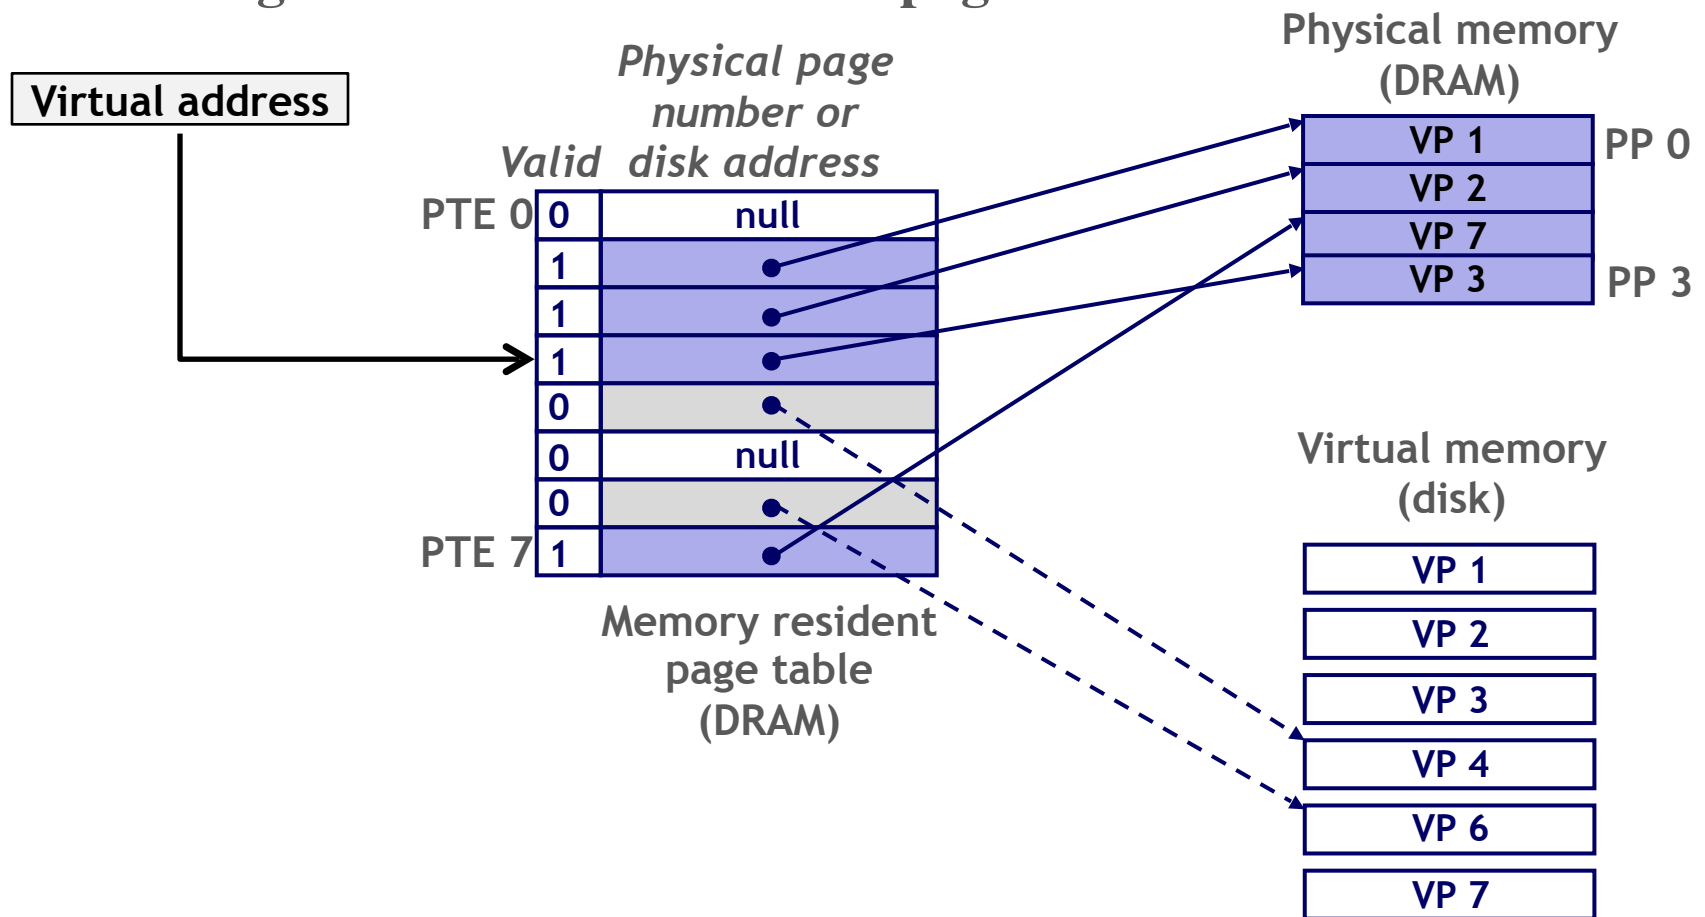 Physical memory
(DRAM)
Physical page
number or
disk address
Valid
Virtual address
PTE 0
0
null
1
1
1
0
0
null
0
PTE 7
1
Memory resident
page table
(DRAM)
VP 1
PP 0
VP 2
VP 7
VP 3
PP 3
Virtual memory
(disk)
VP 1
VP 2
VP 3
VP 4
VP 6
VP 7